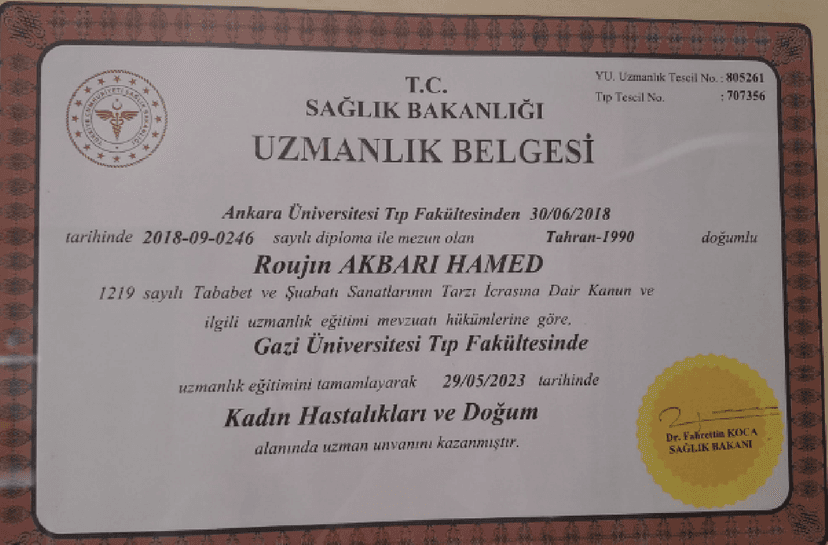 T.C.
SAĞLIK BAKANLIĞI
UZMANLIK BELGESİ
YU. Uzmanlık Tescil No. : 805261
Tıp Tescil No. : 707356
Ankara Üniversitesi Tıp Fakültesinden 30/06/2018
tarihinde 2018-09-0246 sayılı diploma ile mezun olan Tahran-1990 doğumlu
Roujın AKBARI HAMED
1219 sayılı Tababet ve Şuabatı Sanatlarının Tarzı İcrasına Dair Kanun ve
ilgili uzmanlık eğitimi mevzuatı hükümlerine göre,
Gazi Üniversitesi Tıp Fakültesinde
uzmanlık eğitimini tamamlayarak 29/05/2023 tarihinde
Kadın Hastalıkları ve Doğum
alanında uzman unvanını kazanmıştır.
Dr. Fahrettin KOCA
SAĞLIK BAKANI